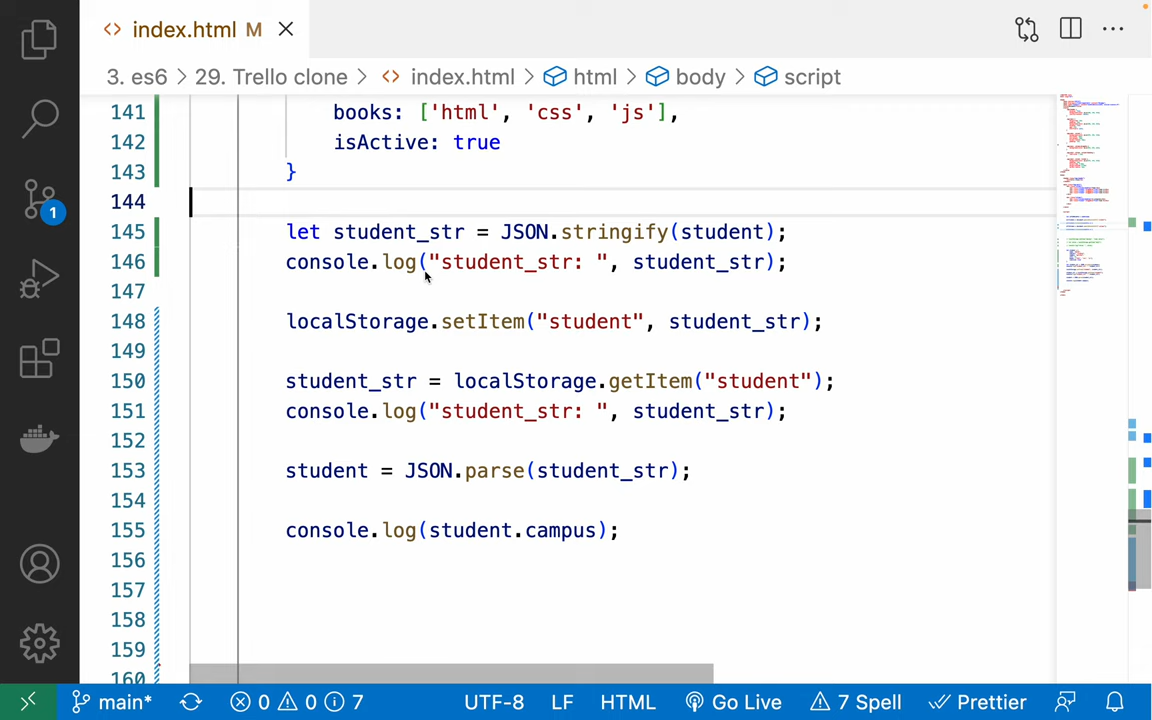 index.html M
3. es6 > 29. Trello clone > index.html > html > body > script
141 books: ['html', 'css', 'js'],
142 isActive: true
143 }
144
145 let student_str = JSON.stringify(student);
146 console.log("student_str: ", student_str);
147
148 localStorage.setItem("student", student_str);
149
150 student_str = localStorage.getItem("student");
151 console.log("student_str: ", student_str);
152
153 student = JSON.parse(student_str);
154
155 console.log(student.campus);
156
157
158
159
160
1
main* 0 0 7 UTF-8 LF HTML Go Live 7 Spell Prettier